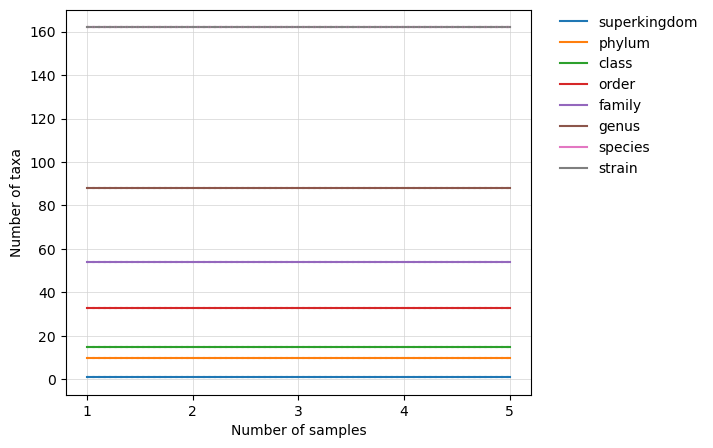 160
140
120
100
80
60
40
20
0
Number of taxa
1 2 3 4 5
Number of samples
superkingdom
phylum
class
order
family
genus
species
strain